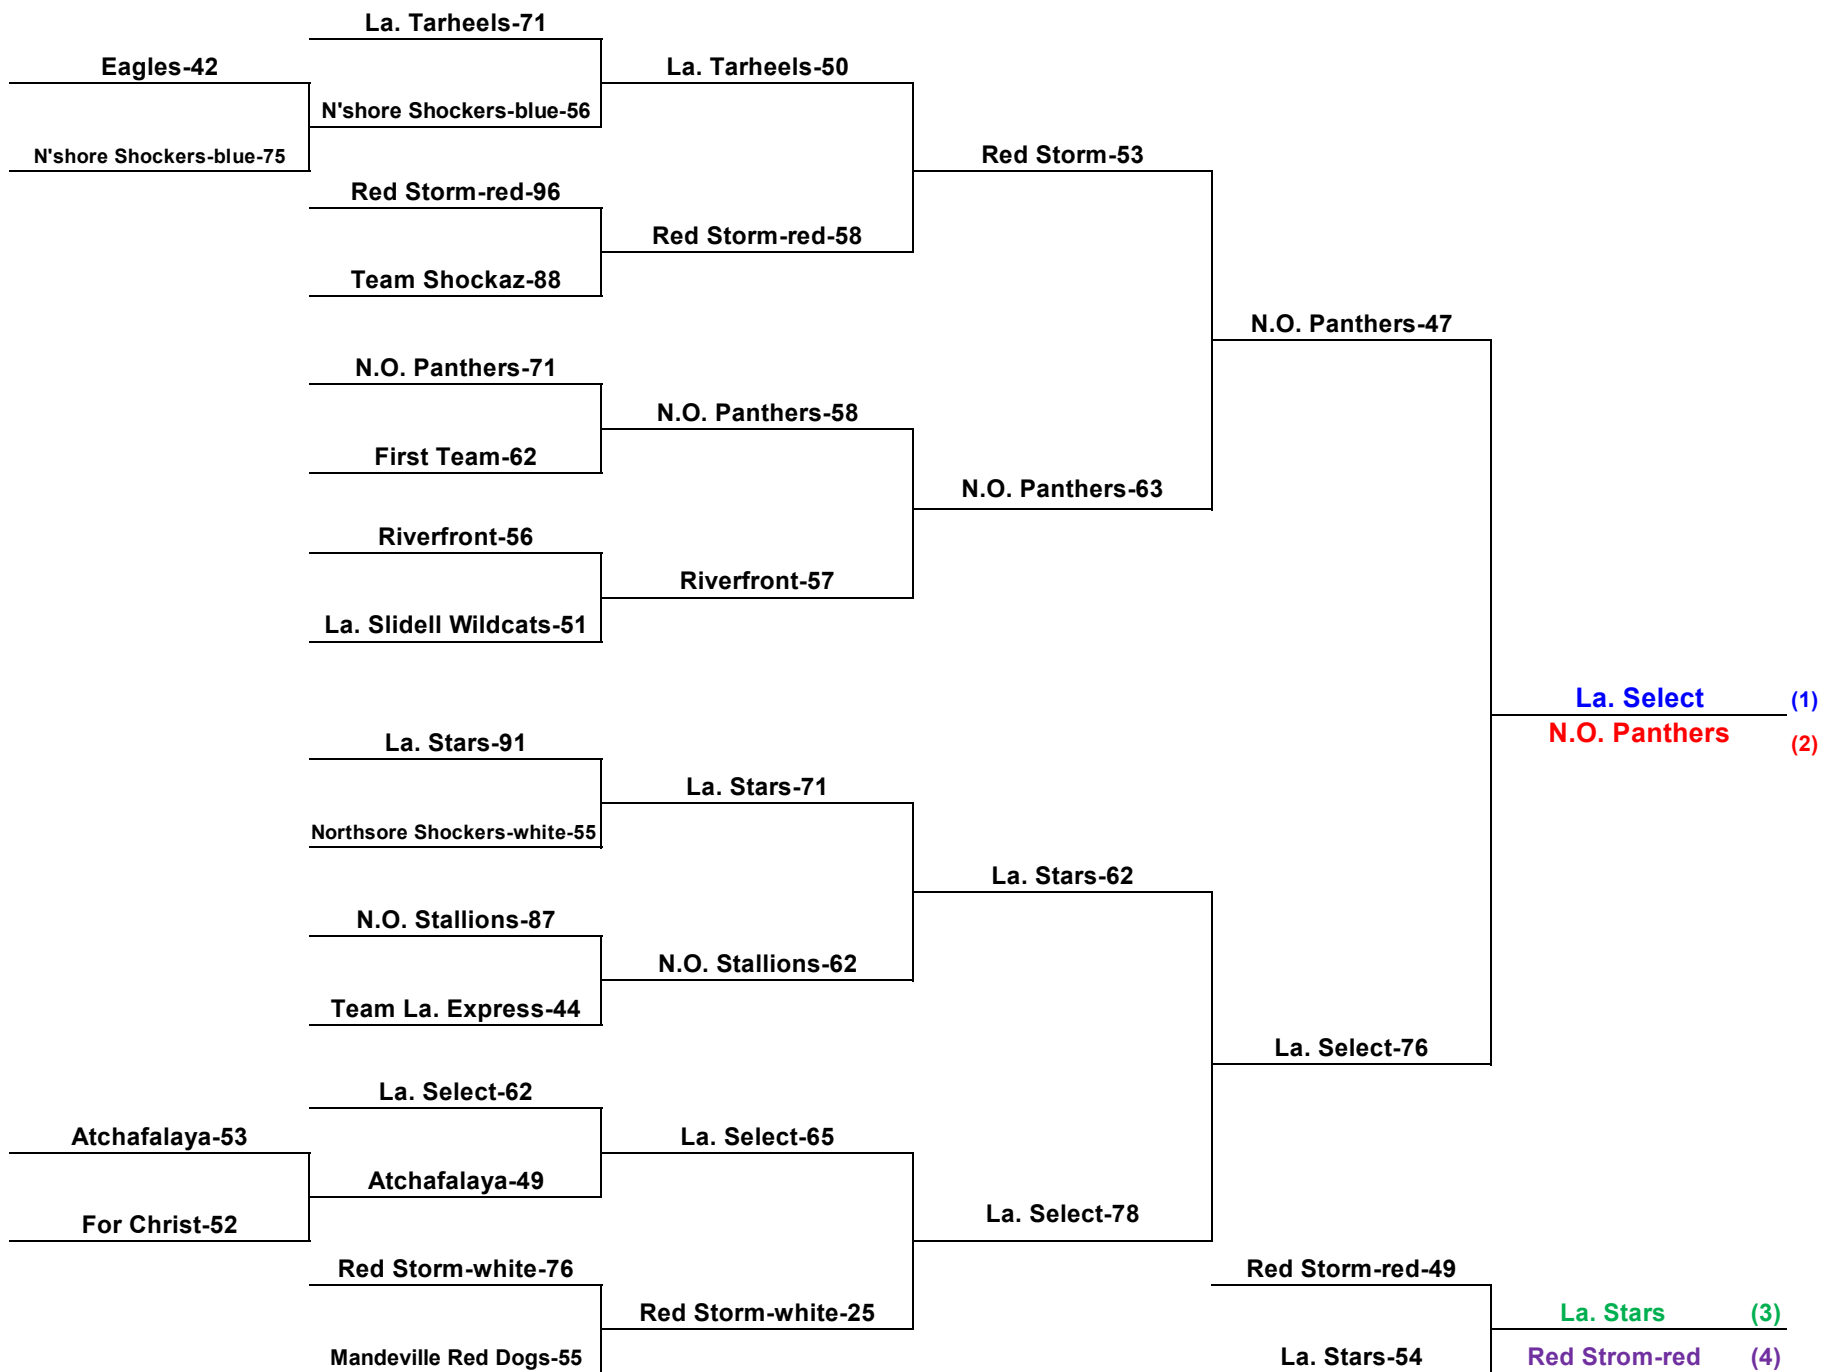 La. Tarheels-71
Eagles-42
La. Tarheels-50
N'shore Shockers-blue-56
N'shore Shockers-blue-75
Red Storm-53
Red Storm-red-96
Red Storm-red-58
Team Shockaz-88
N.O. Panthers-47
N.O. Panthers-71
N.O. Panthers-58
First Team-62
N.O. Panthers-63
Riverfront-56
Riverfront-57
La. Slidell Wildcats-51
La. Select (1)
N.O. Panthers (2)
La. Stars-91
La. Stars-71
Northsore Shockers-white-55
La. Stars-62
N.O. Stallions-87
N.O. Stallions-62
Team La. Express-44
La. Select-76
La. Select-62
Atchafalaya-53
La. Select-65
Atchafalaya-49
For Christ-52
La. Select-78
Red Storm-white-76
Red Storm-red-49
Red Storm-white-25
La. Stars (3)
Mandeville Red Dogs-55
La. Stars-54
Red Strom-red (4)